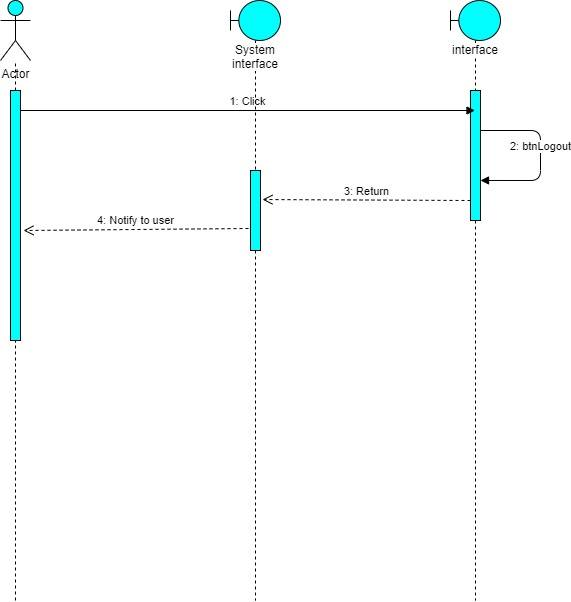 System
interface
interface
Actor
1: Click
2: btnLogout
3: Return
4: Notify to user